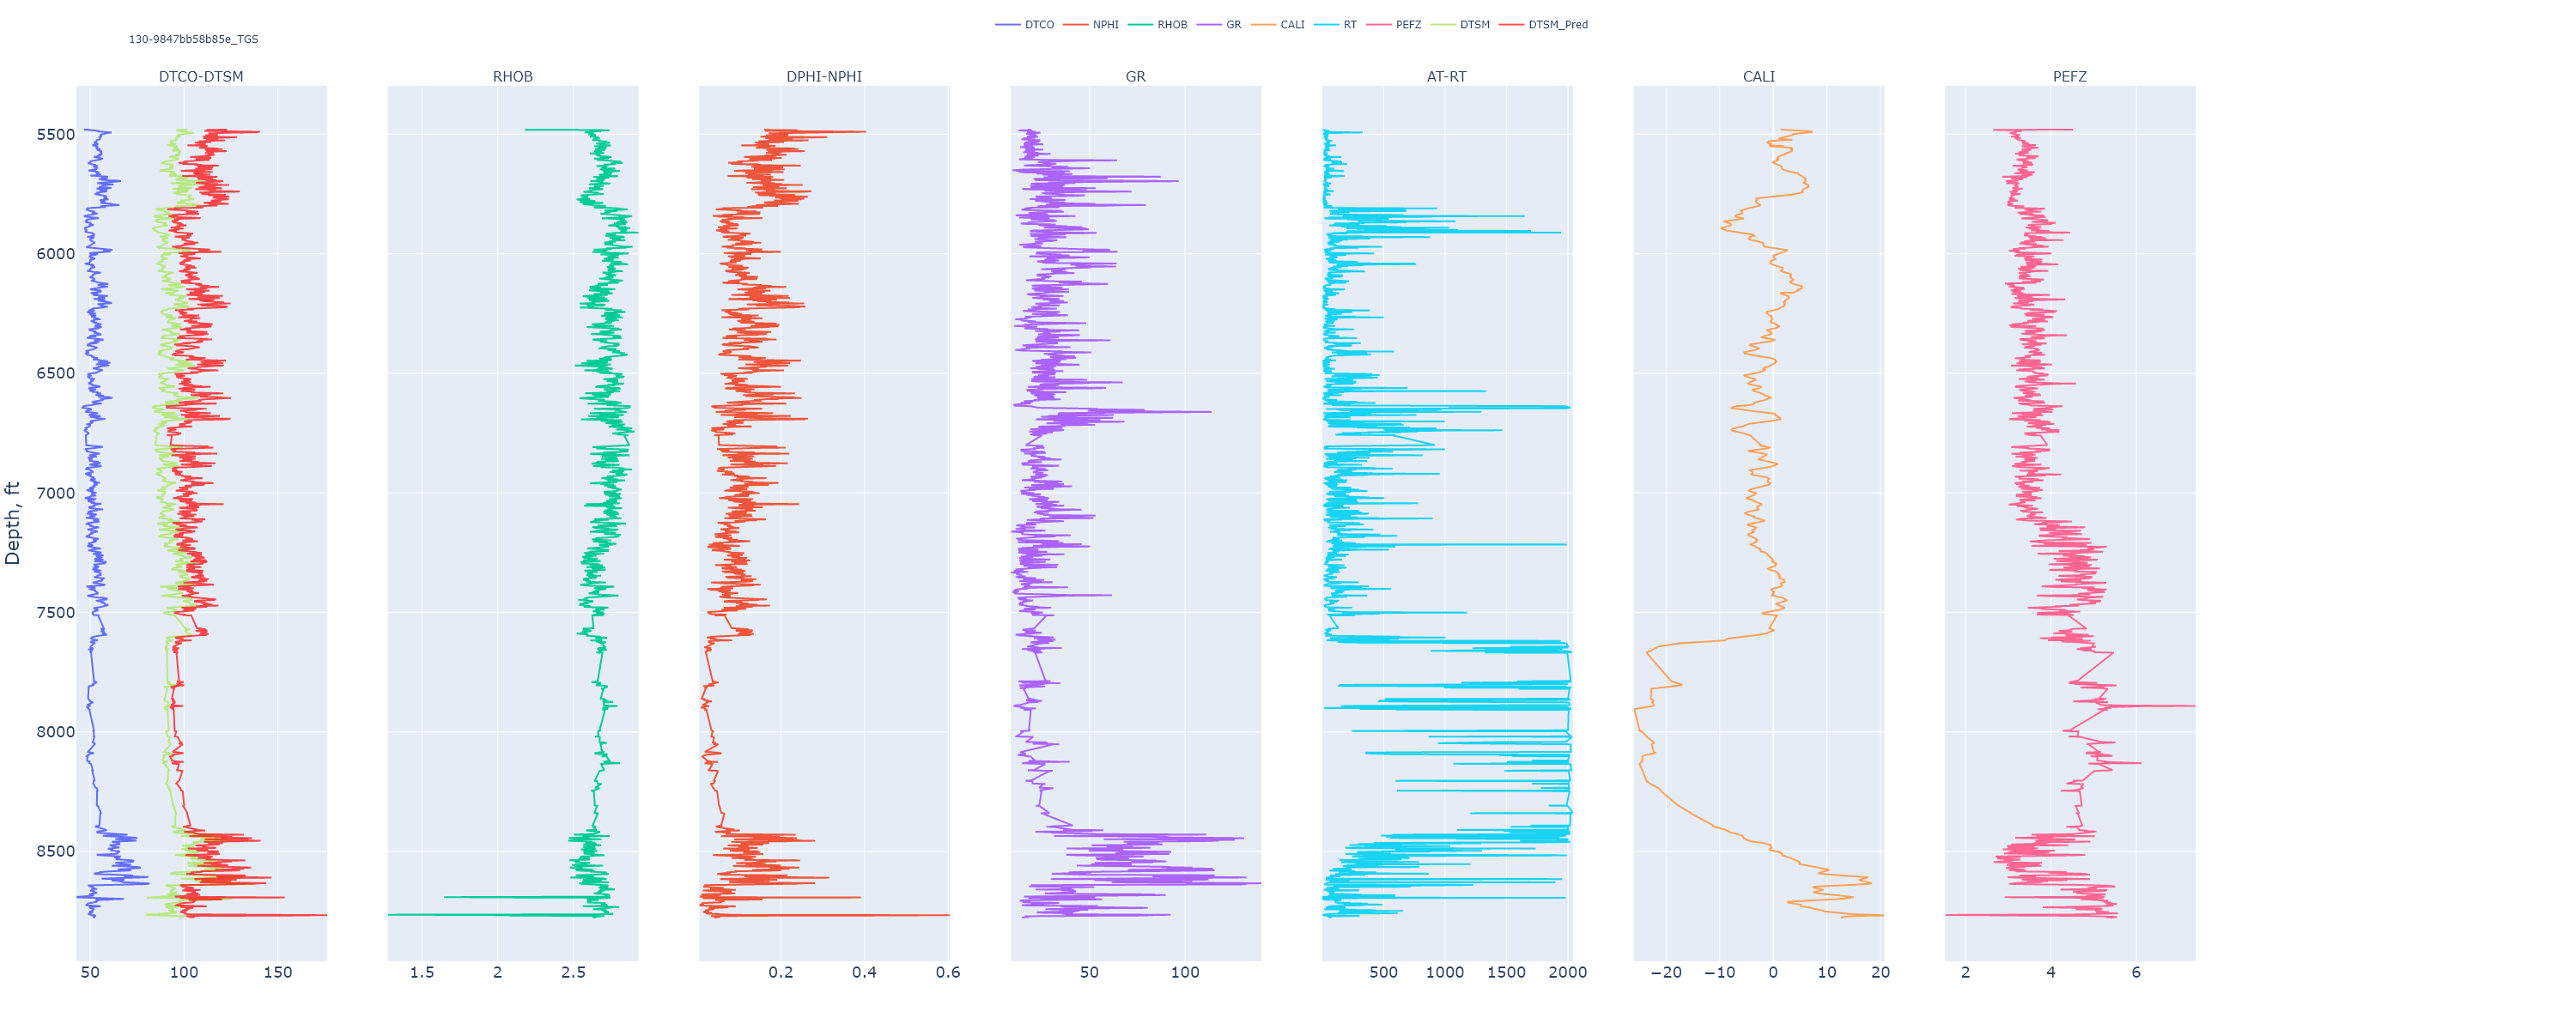 DTCO NPHI RHOB GR CALI RT PEFZ DTSM DTSM_Pred
130-9847bb58b85e_TGS
DTCO-DTSM RHOB DPHI-NPHI GR AT-RT CALI PEFZ
Depth, ft
5500
6000
6500
7000
7500
8000
8500
50 100 150 1.5 2 2.5 0.2 0.4 0.6 50 100 500 1000 1500 2000 −20 −10 0 10 20 2 4 6